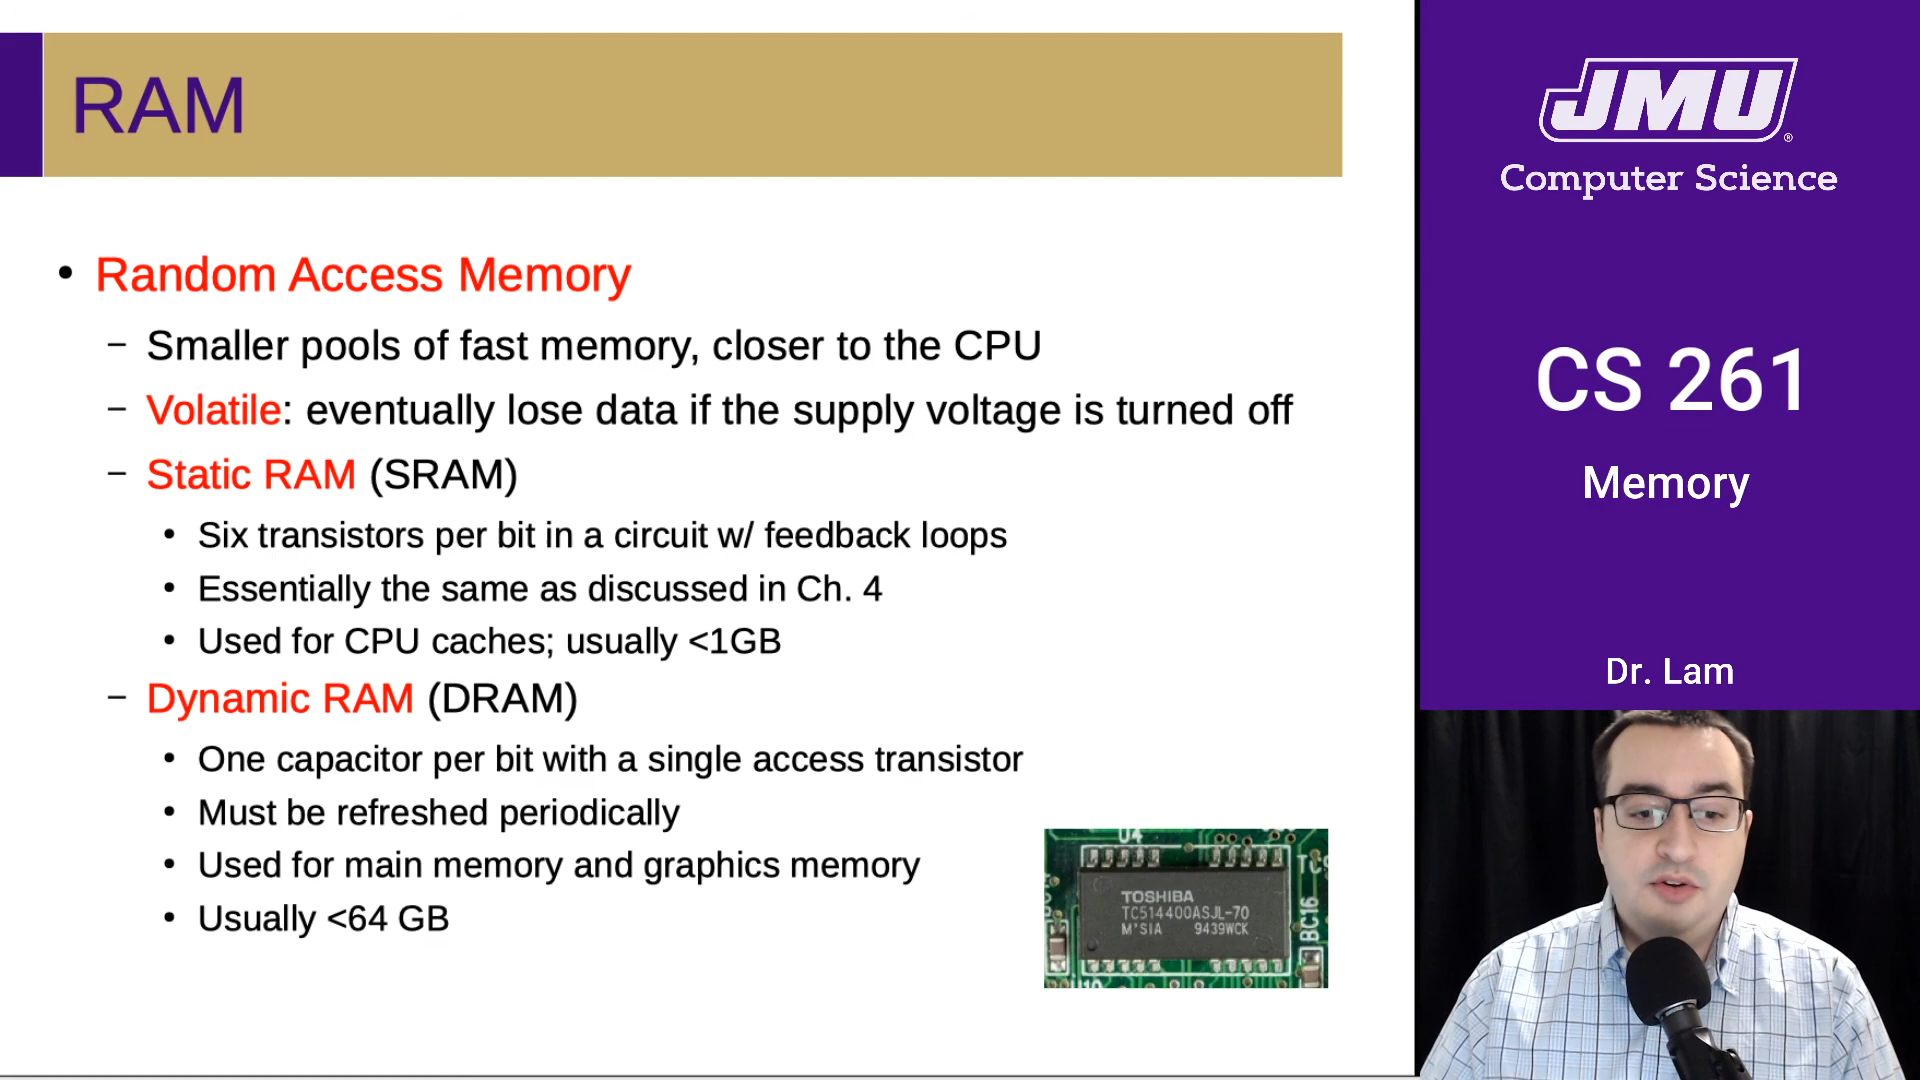 RAM
• Random Access Memory
– Smaller pools of fast memory, closer to the CPU
– Volatile: eventually lose data if the supply voltage is turned off
– Static RAM (SRAM)
• Six transistors per bit in a circuit w/ feedback loops
• Essentially the same as discussed in Ch. 4
• Used for CPU caches; usually <1GB
– Dynamic RAM (DRAM)
• One capacitor per bit with a single access transistor
• Must be refreshed periodically
• Used for main memory and graphics memory
• Usually <64 GB
U4
TOSHIBA
TC514400ASJL-70
M'SIA 9439WCK
BC16
JMU®
Computer Science
CS 261
Memory
Dr. Lam